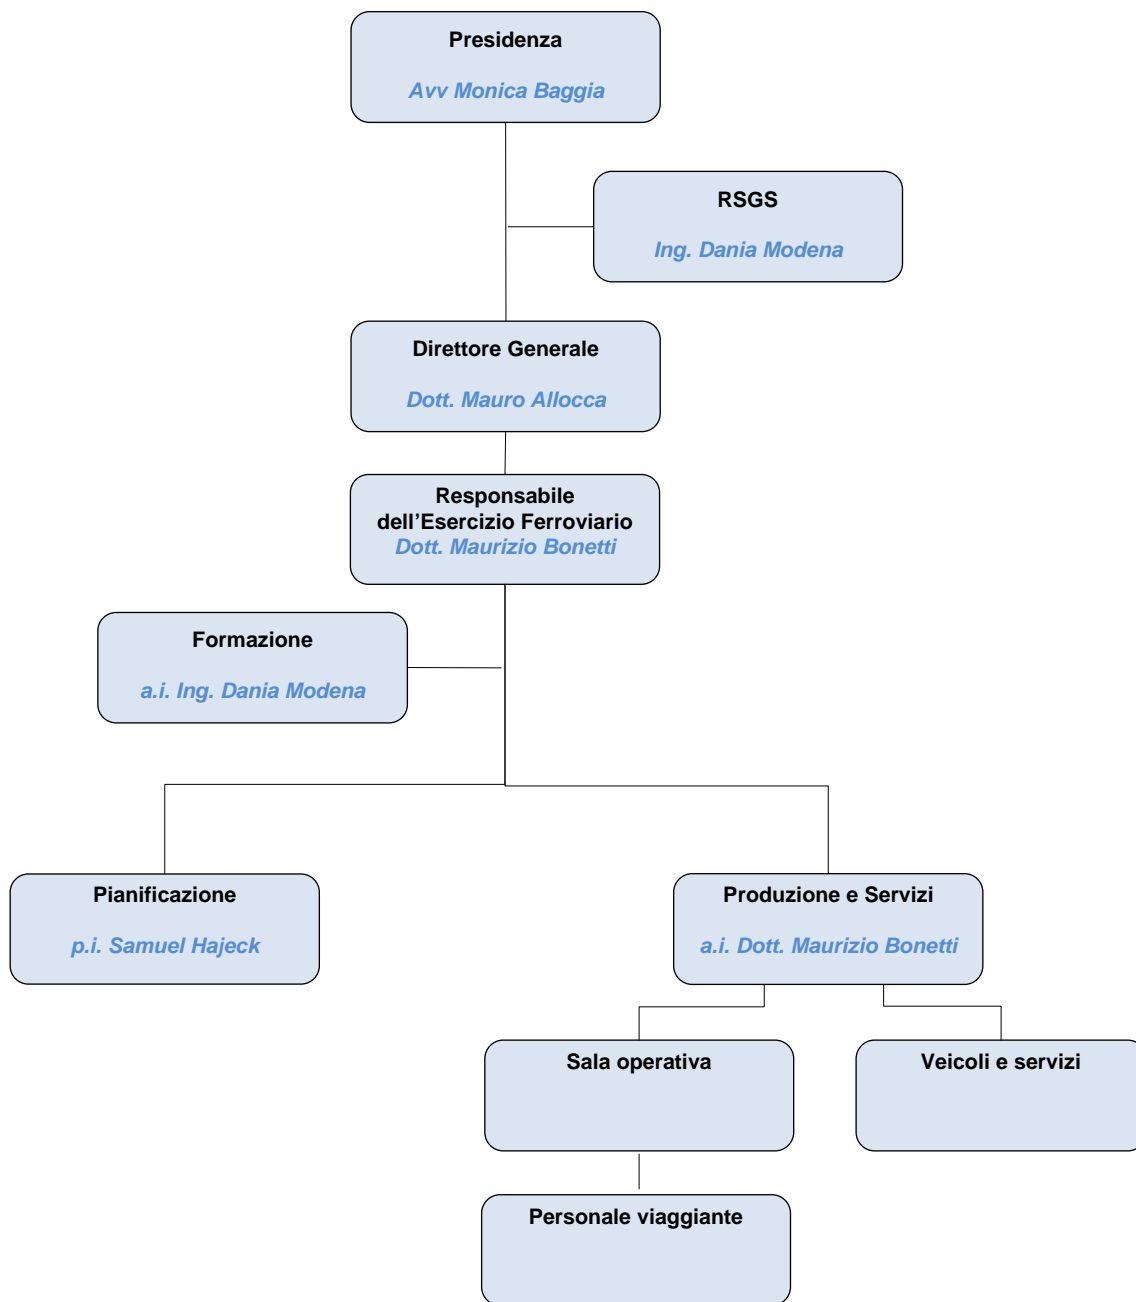 Presidenza
Avv Monica Baggia
RSGS
Ing. Dania Modena
Direttore Generale
Dott. Mauro Allocca
Responsabile
dell’Esercizio Ferroviario
Dott. Maurizio Bonetti
Formazione
a.i. Ing. Dania Modena
Pianificazione
p.i. Samuel Hajeck
Produzione e Servizi
a.i. Dott. Maurizio Bonetti
Sala operativa
Veicoli e servizi
Personale viaggiante